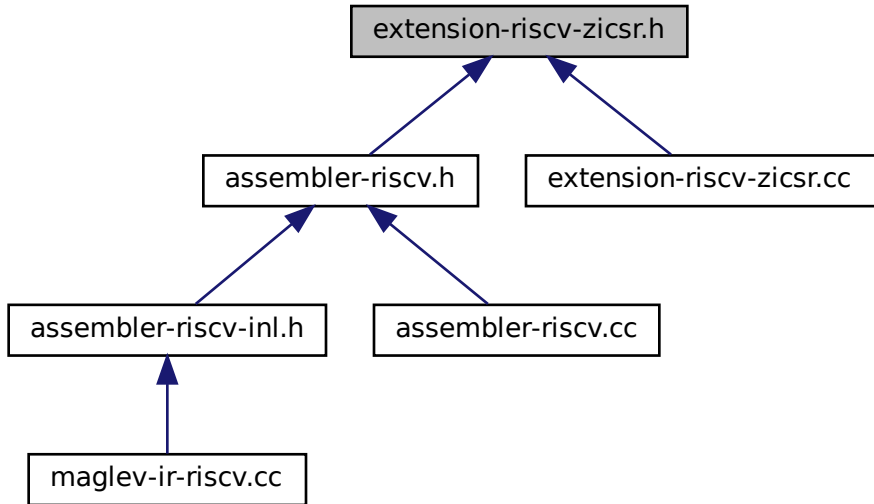 extension-riscv-zicsr.h
assembler-riscv.h
extension-riscv-zicsr.cc
assembler-riscv-inl.h
assembler-riscv.cc
maglev-ir-riscv.cc